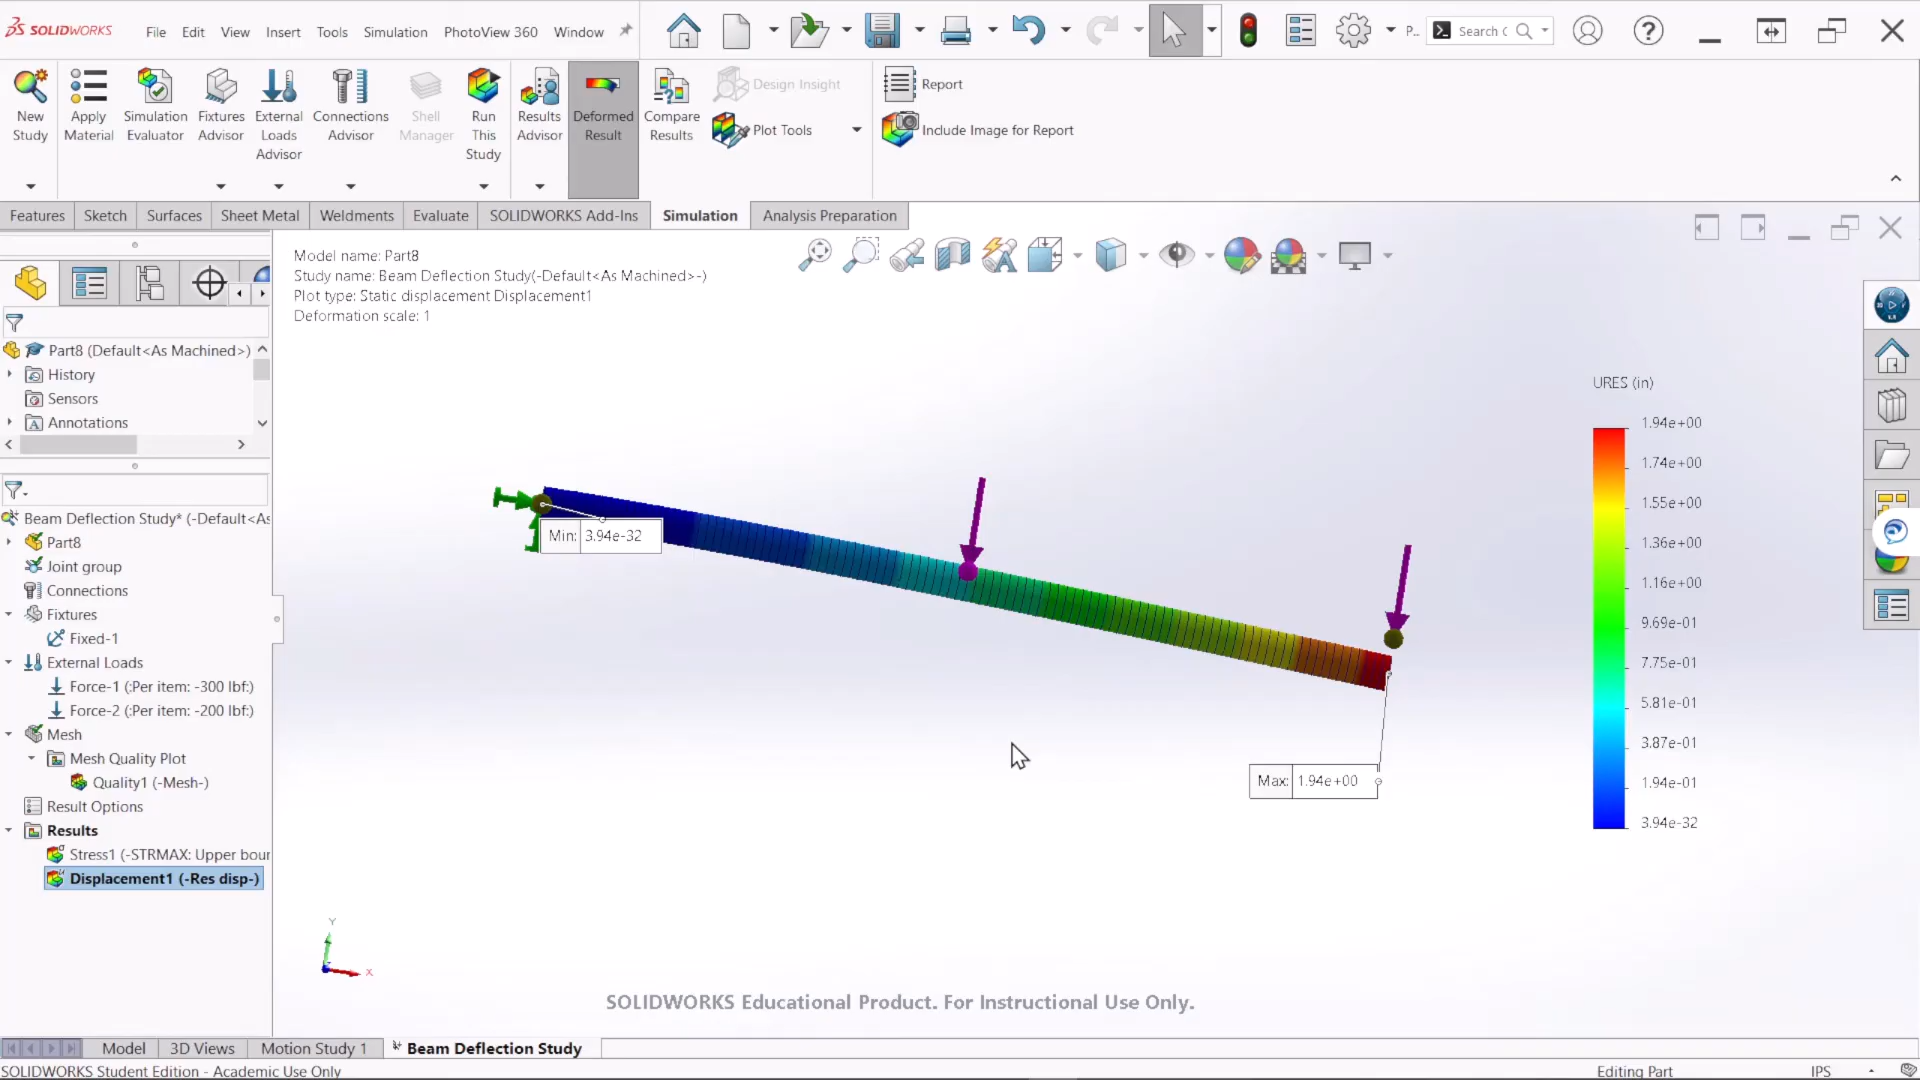 SOLIDWORKS File Edit View Insert Tools Simulation PhotoView 360 Window P... Search C
New Study
Apply Material
Simulation Evaluator
Fixtures Advisor
External Loads Advisor
Connections Advisor
Shell Manager
Run This Study
Results Advisor
Deformed Result
Compare Results
Design Insight
Plot Tools
Report
Include Image for Report
Features Sketch Surfaces Sheet Metal Weldments Evaluate SOLIDWORKS Add-Ins Simulation Analysis Preparation
Model name: Part8
Study name: Beam Deflection Study(-Default<As Machined>-)
Plot type: Static displacement Displacement1
Deformation scale: 1
Part8 (Default<As Machined>)
History
Sensors
Annotations
Beam Deflection Study* (-Default<As
Part8
Joint group
Connections
Fixtures
Fixed-1
External Loads
Force-1 (:Per item: -300 lbf:)
Force-2 (:Per item: -200 lbf:)
Mesh
Mesh Quality Plot
Quality1 (-Mesh-)
Result Options
Results
Stress1 (-STRMAX: Upper bour
Displacement1 (-Res disp-)
Min: 3.94e-32
Max: 1.94e+00
URES (in)
1.94e+00
1.74e+00
1.55e+00
1.36e+00
1.16e+00
9.69e-01
7.75e-01
5.81e-01
3.87e-01
1.94e-01
3.94e-32
Y
X
SOLIDWORKS Educational Product. For Instructional Use Only.
Model 3D Views Motion Study 1 Beam Deflection Study
SOLIDWORKS Student Edition - Academic Use Only Editing Part IPS